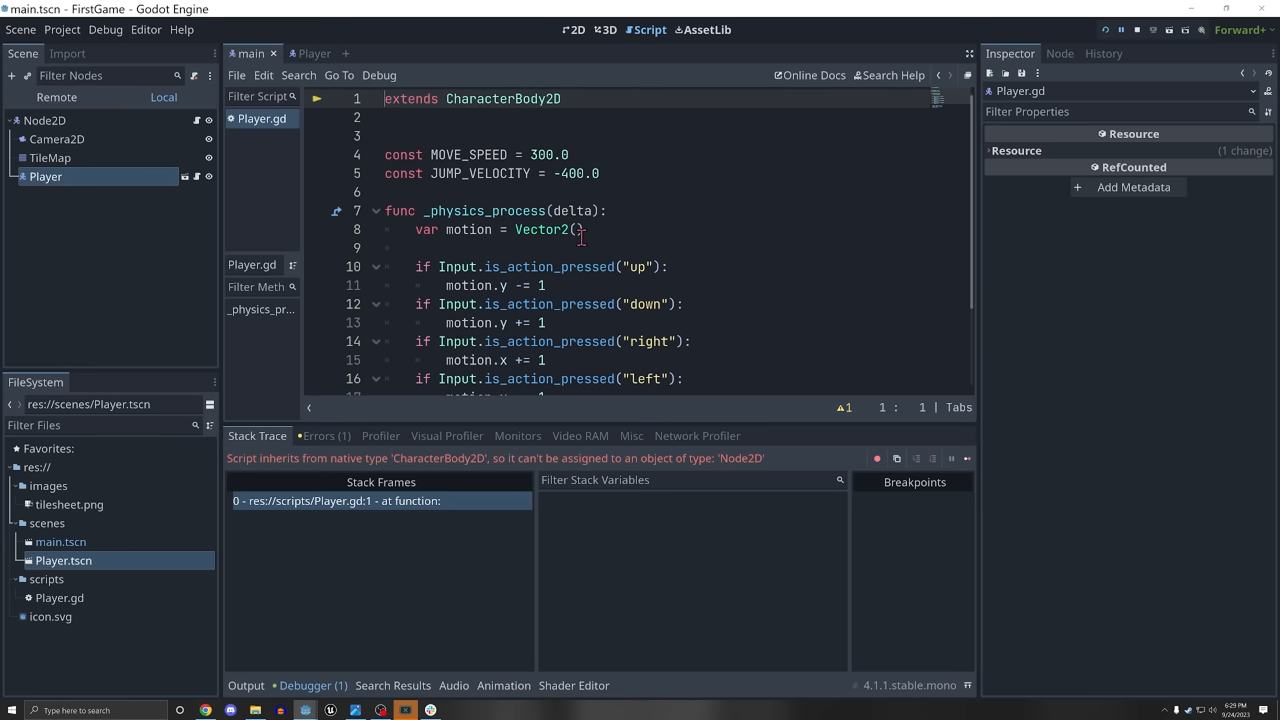 main.tscn - FirstGame - Godot Engine
Scene Project Debug Editor Help
2D 3D Script AssetLib
Forward+
Scene Import
Filter Nodes
Remote Local
Node2D
Camera2D
TileMap
Player
FileSystem
res://scenes/Player.tscn
Filter Files
Favorites:
res://
images
tilesheet.png
scenes
main.tscn
Player.tscn
scripts
Player.gd
icon.svg
main Player
File Edit Search Go To Debug
Online Docs Search Help
Filter Script
Player.gd
Player.gd
Filter Meth
_physics_pr...
1 extends CharacterBody2D
2
3
4 const MOVE_SPEED = 300.0
5 const JUMP_VELOCITY = -400.0
6
7 func _physics_process(delta):
8 var motion = Vector2()
9
10 if Input.is_action_pressed("up"):
11 motion.y -= 1
12 if Input.is_action_pressed("down"):
13 motion.y += 1
14 if Input.is_action_pressed("right"):
15 motion.x += 1
16 if Input.is_action_pressed("left"):
1 1 : 1 | Tabs
Stack Trace Errors (1) Profiler Visual Profiler Monitors Video RAM Misc Network Profiler
Script inherits from native type 'CharacterBody2D', so it can't be assigned to an object of type: 'Node2D'
Stack Frames
0 - res://scripts/Player.gd:1 - at function:
Filter Stack Variables
Breakpoints
Output Debugger (1) Search Results Audio Animation Shader Editor
4.1.1.stable.mono
Inspector Node History
Player.gd
Filter Properties
Resource
Resource (1 change)
RefCounted
+ Add Metadata
Type here to search
6:29 PM
9/24/2023